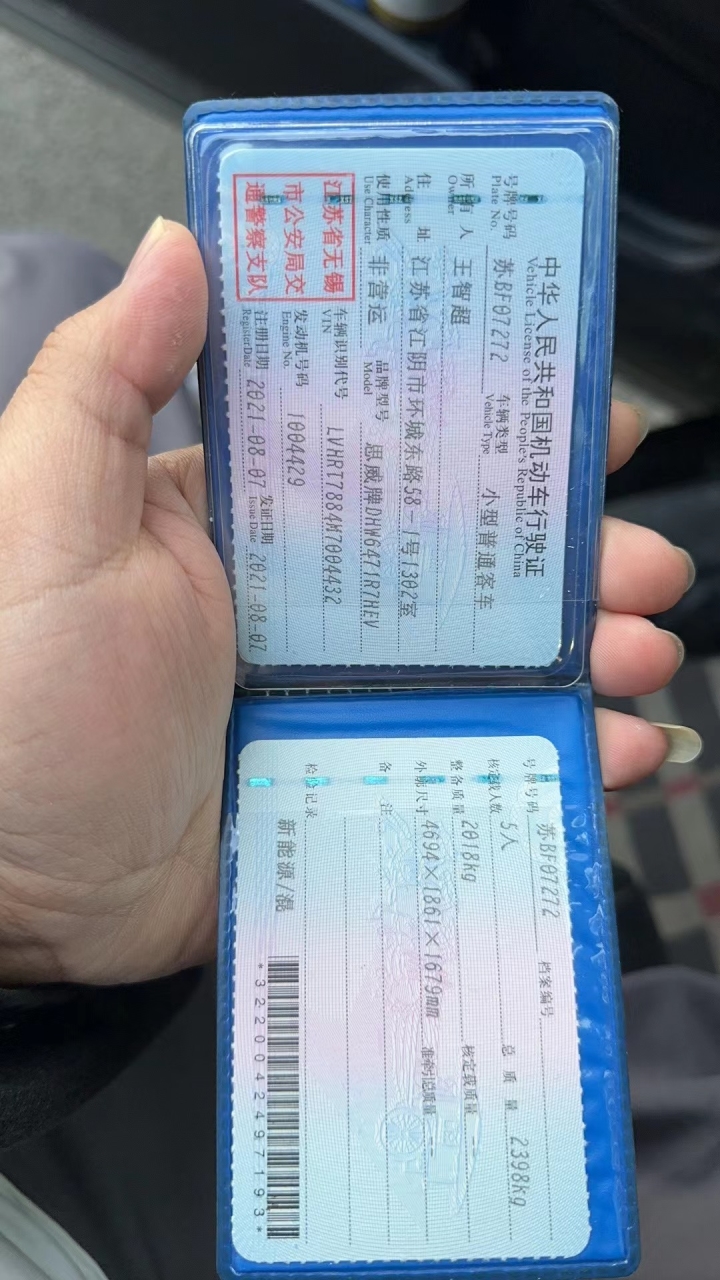 中华人民共和国机动车行驶证
Vehicle License of the People's Republic of China
号牌号码 苏BF07272 车辆类型 小型普通客车
Plate No. Vehicle Type
所有人 王智超
Owner
住址 江苏省江阴市环城东路58-1号1302室
Address
使用性质 非营运 品牌型号 思威牌DHW6471R7HEV
Use Character Model
江苏省无锡
市公安局交
通警察支队
车辆识别代号 LVHRT7884M7004432
VIN
发动机号码 1004429
Engine No.
注册日期 2021-08-07 发证日期 2021-08-07
Register Date Issue Date
号牌号码 苏BF07272 档案编号
核定载人数 5人 总质量 2398kg
整备质量 2018kg 核定载质量 --
外廓尺寸 4694×1861×1679mm 准牵引总质量 --
备注
检验记录
新能源/混
*3220042497193*